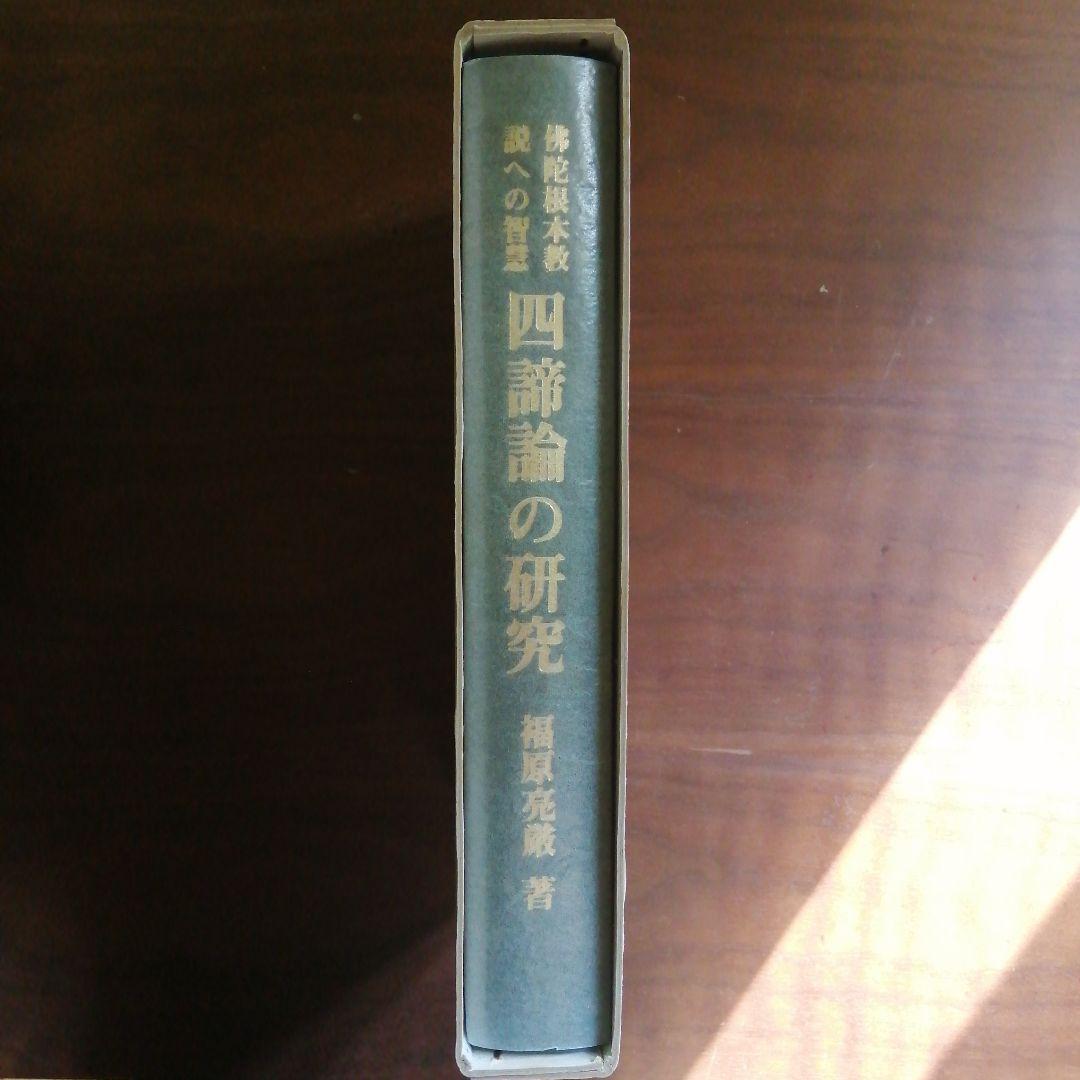 佛陀根本教
説への智慧
四諦論の研究
福原亮厳 著